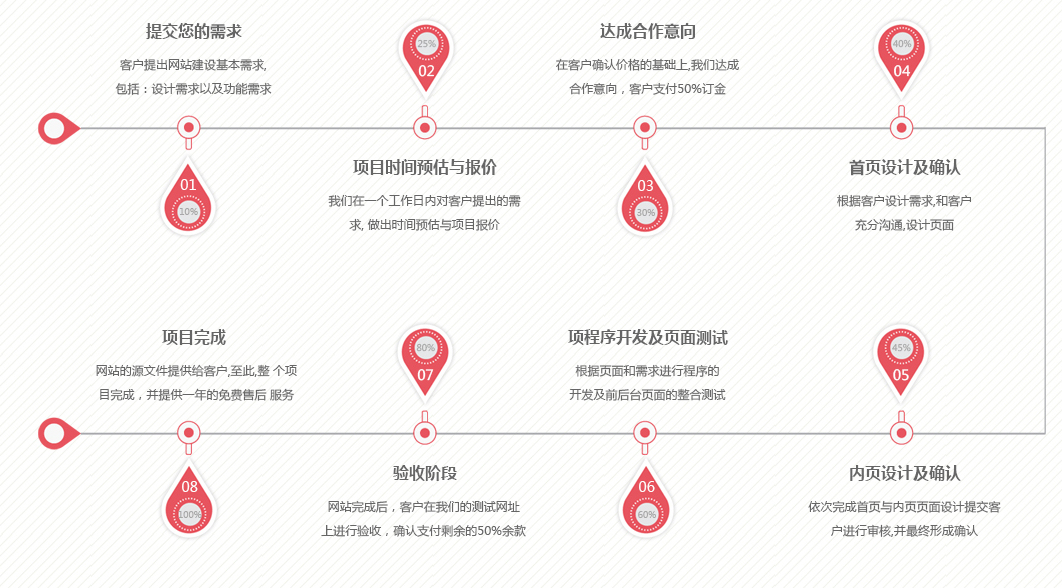 提交您的需求
客户提出网站建设基本需求,
包括：设计需求以及功能需求
01
10%
25%
02
项目时间预估与报价
我们在一个工作日内对客户提出的需
求, 做出时间预估与项目报价
达成合作意向
在客户确认价格的基础上,我们达成
合作意向，客户支付50%订金
03
30%
40%
04
首页设计及确认
根据客户设计需求,和客户
充分沟通,设计页面
45%
05
内页设计及确认
依次完成首页与内页页面设计提交客
户进行审核,并最终形成确认
项程序开发及页面测试
根据页面和需求进行程序的
开发及前后台页面的整合测试
06
60%
80%
07
验收阶段
网站完成后，客户在我们的测试网址
上进行验收，确认支付剩余的50%余款
项目完成
网站的源文件提供给客户,至此,整 个项
目完成，并提供一年的免费售后 服务
08
100%